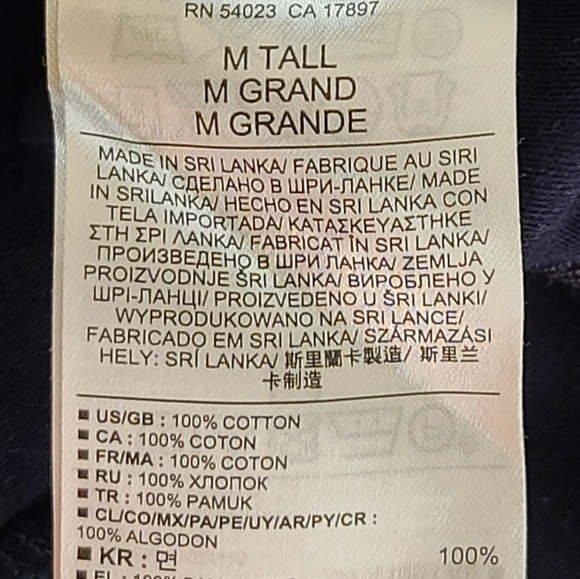 RN 54023 CA 17897
M TALL
M GRAND
M GRANDE
MADE IN SRI LANKA/ FABRIQUE AU SIRI
LANKA/ СДЕЛАНО В ШРИ-ЛАНКЕ/ MADE
IN SRILANKA/ HECHO EN SRI LANKA CON
TELA IMPORTADA/ ΚΑΤΑΣΚΕΥΑΣΤΗΚΕ
ΣΤΗ ΣΡΙ ΛΑΝΚΑ/ FABRICAT ÎN SRI LANKA/
ПРОИЗВЕДЕНО В ШРИ ЛАНКА/ ZEMLJA
PROIZVODNJE ŠRI LANKA/ ВИРОБЛЕНО У
ШРІ-ЛАНЦІ/ PROIZVEDENO U ŠRI LANKI/
WYPRODUKOWANO NA SRI LANCE/
FABRICADO EM SRI LANKA/ SZÁRMAZÁSI
HELY: SRÍ LANKA/ 斯里蘭卡製造/ 斯里兰
卡制造
US/GB : 100% COTTON
CA : 100% COTON
FR/MA : 100% COTON
RU : 100% ХЛОПОК
TR : 100% PAMUK
CL/CO/MX/PA/PE/UY/AR/PY/CR :
100% ALGODON
KR : 면 100%